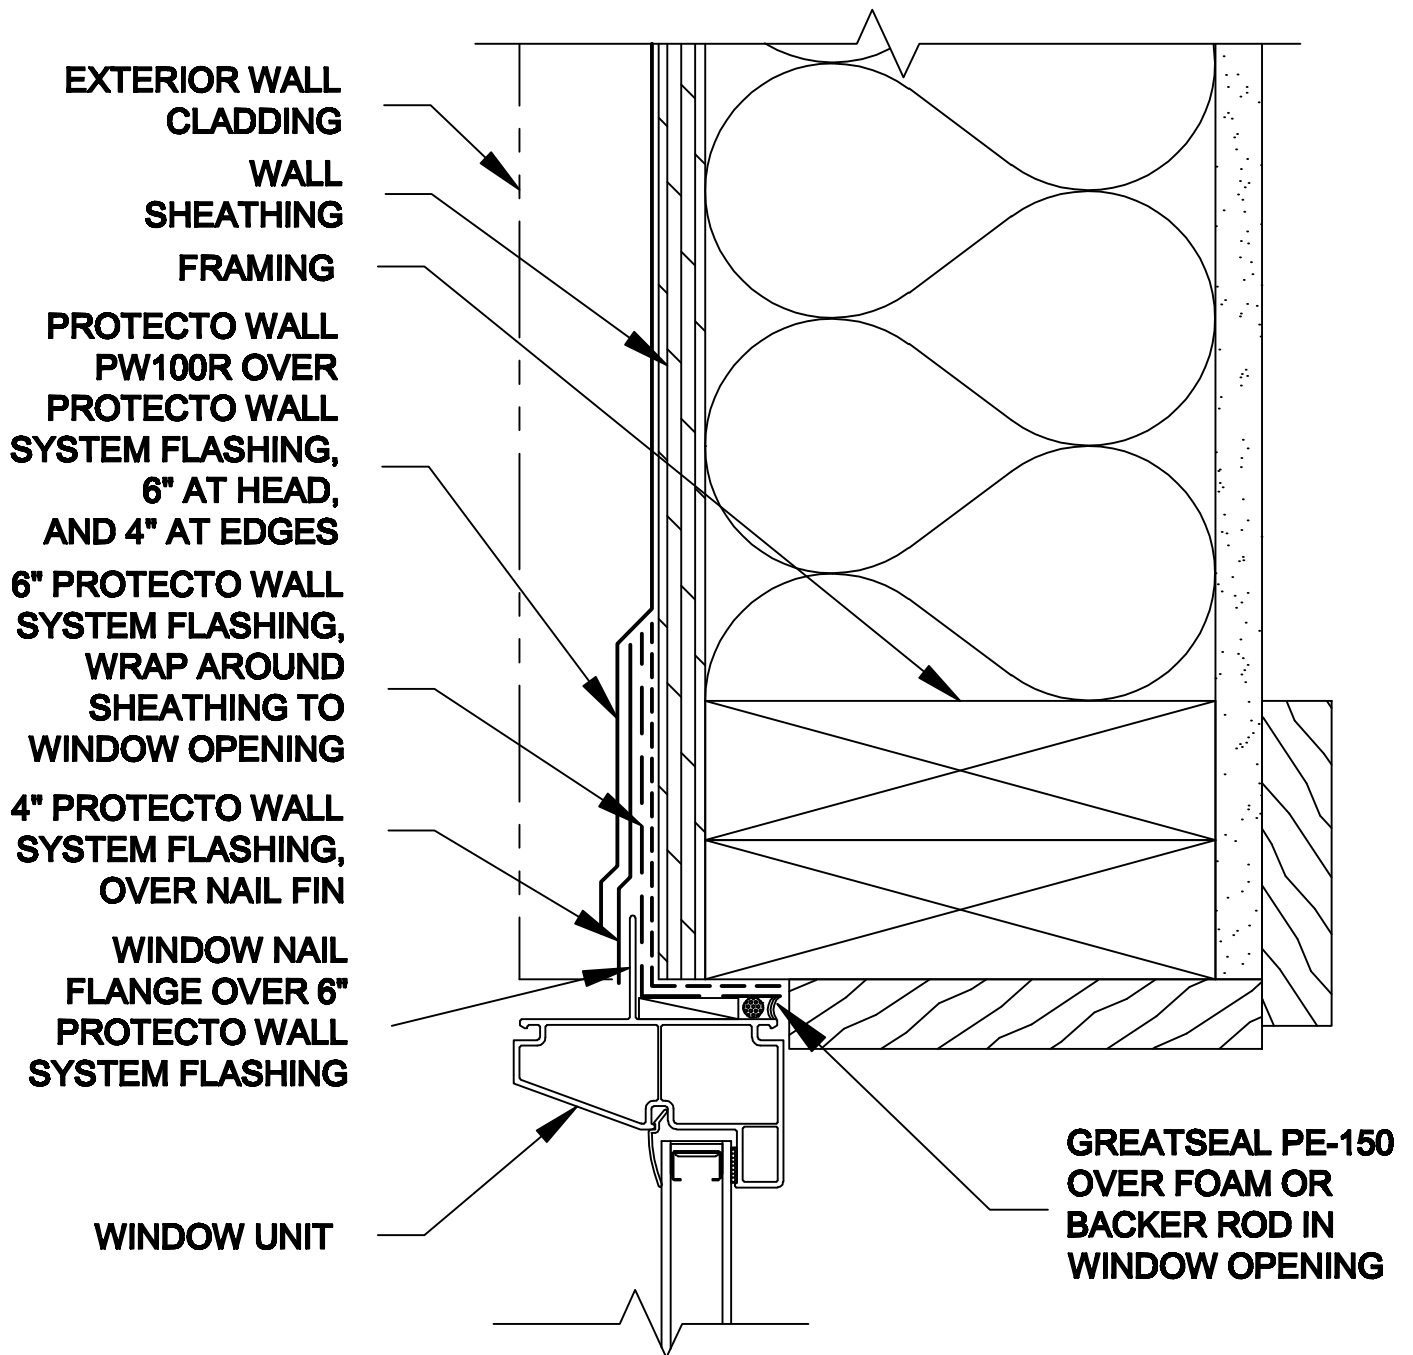 EXTERIOR WALL
CLADDING
WALL
SHEATHING
FRAMING
PROTECTO WALL
PW100R OVER
PROTECTO WALL
SYSTEM FLASHING,
6" AT HEAD,
AND 4" AT EDGES
6" PROTECTO WALL
SYSTEM FLASHING,
WRAP AROUND
SHEATHING TO
WINDOW OPENING
4" PROTECTO WALL
SYSTEM FLASHING,
OVER NAIL FIN
WINDOW NAIL
FLANGE OVER 6"
PROTECTO WALL
SYSTEM FLASHING
WINDOW UNIT
GREATSEAL PE-150
OVER FOAM OR
BACKER ROD IN
WINDOW OPENING